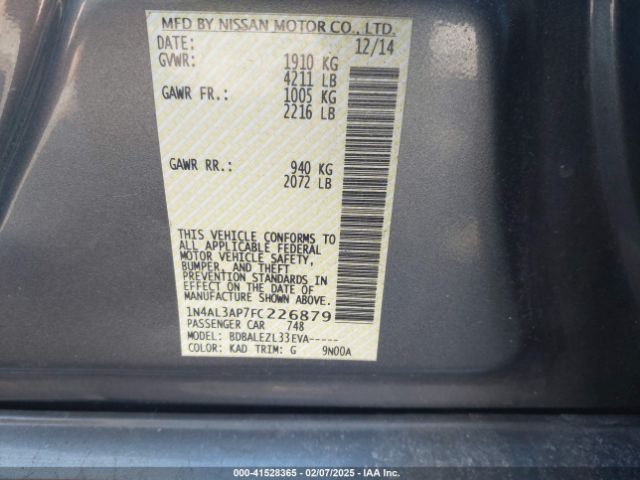 MFD BY NISSAN MOTOR CO., LTD.
DATE: 12/14
GVWR: 1910 KG
4211 LB
GAWR FR.: 1005 KG
2216 LB
GAWR RR.: 940 KG
2072 LB
THIS VEHICLE CONFORMS TO
ALL APPLICABLE FEDERAL
MOTOR VEHICLE SAFETY,
BUMPER, AND THEFT
PREVENTION STANDARDS IN
EFFECT ON THE DATE OF
MANUFACTURE SHOWN ABOVE.
1N4AL3AP7FC226879
PASSENGER CAR 748
MODEL: BDBALEZL33EVA-----
COLOR: KAD TRIM: G 9N00A
00-41528365 | 02/07/2025 — IAA Inc. |